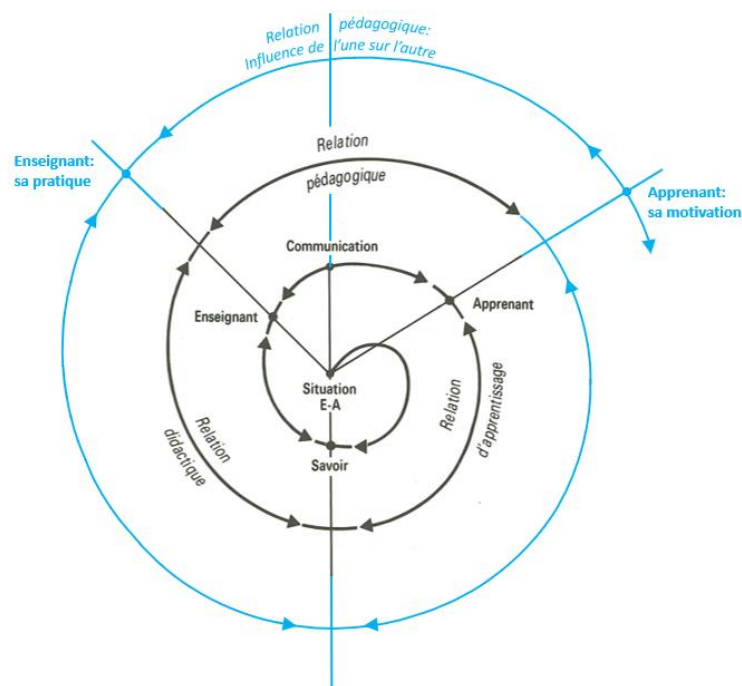 Relation pédagogique:
Influence de l'une sur l'autre
Enseignant:
sa pratique
Relation
pédagogique
Apprenant:
sa motivation
Communication
Enseignant
Apprenant
Situation
E-A
Relation
didactique
Relation
d'apprentissage
Savoir